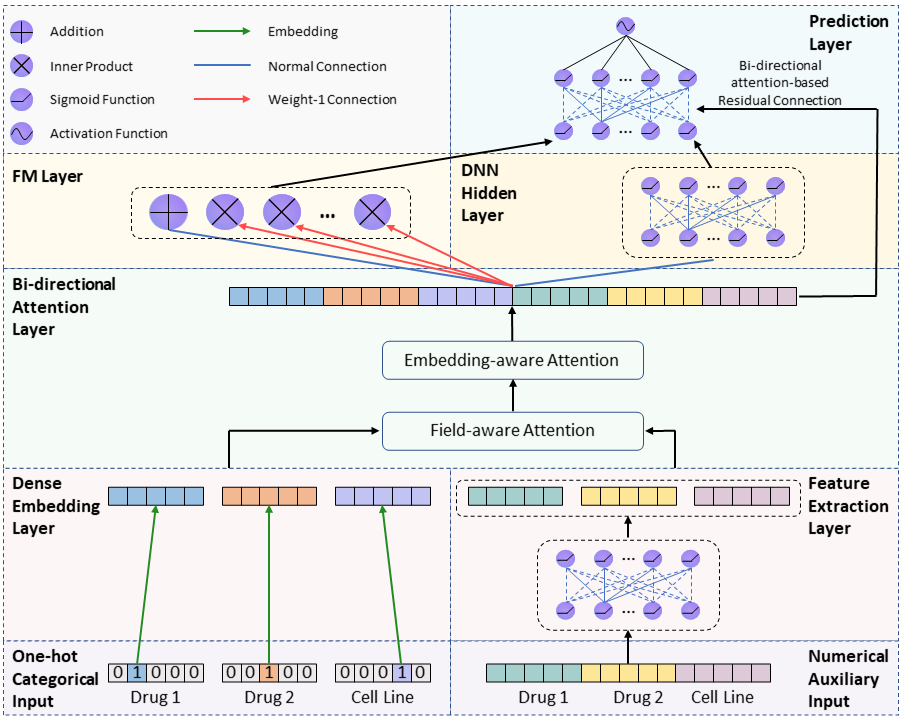 Addition
Embedding
Inner Product
Normal Connection
Sigmoid Function
Weight-1 Connection
Activation Function
Prediction
Layer
Bi-directional
attention-based
Residual Connection
...
...
FM Layer
...
DNN
Hidden
Layer
...
...
Bi-directional
Attention
Layer
Embedding-aware Attention
Field-aware Attention
Dense
Embedding
Layer
Feature
Extraction
Layer
...
...
One-hot
Categorical
Input
0 1 0 0 0
Drug 1
0 0 1 0 0
Drug 2
0 0 0 1 0
Cell Line
Drug 1
Drug 2
Cell Line
Numerical
Auxiliary
Input